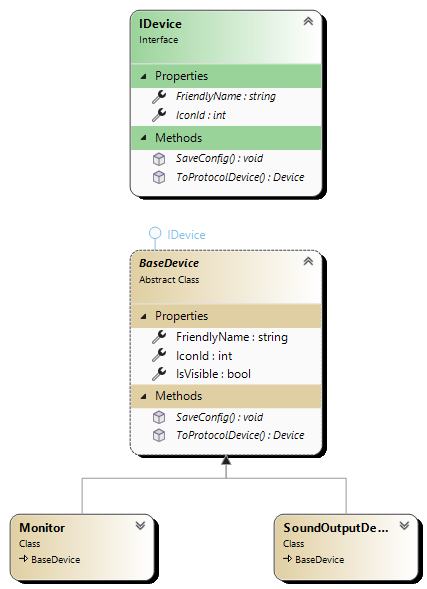 IDevice
Interface
Properties
FriendlyName : string
IconId : int
Methods
SaveConfig() : void
ToProtocolDevice() : Device
IDevice
BaseDevice
Abstract Class
Properties
FriendlyName : string
IconId : int
IsVisible : bool
Methods
SaveConfig() : void
ToProtocolDevice() : Device
Monitor
Class
BaseDevice
SoundOutputDe...
Class
BaseDevice